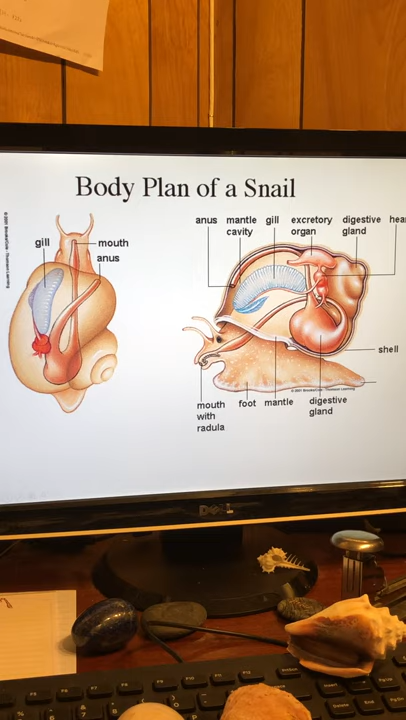 Body Plan of a Snail
gill
mouth
anus
anus mantle gill excretory digestive
cavity organ gland
shell
mouth foot mantle digestive
with gland
radula
DELL